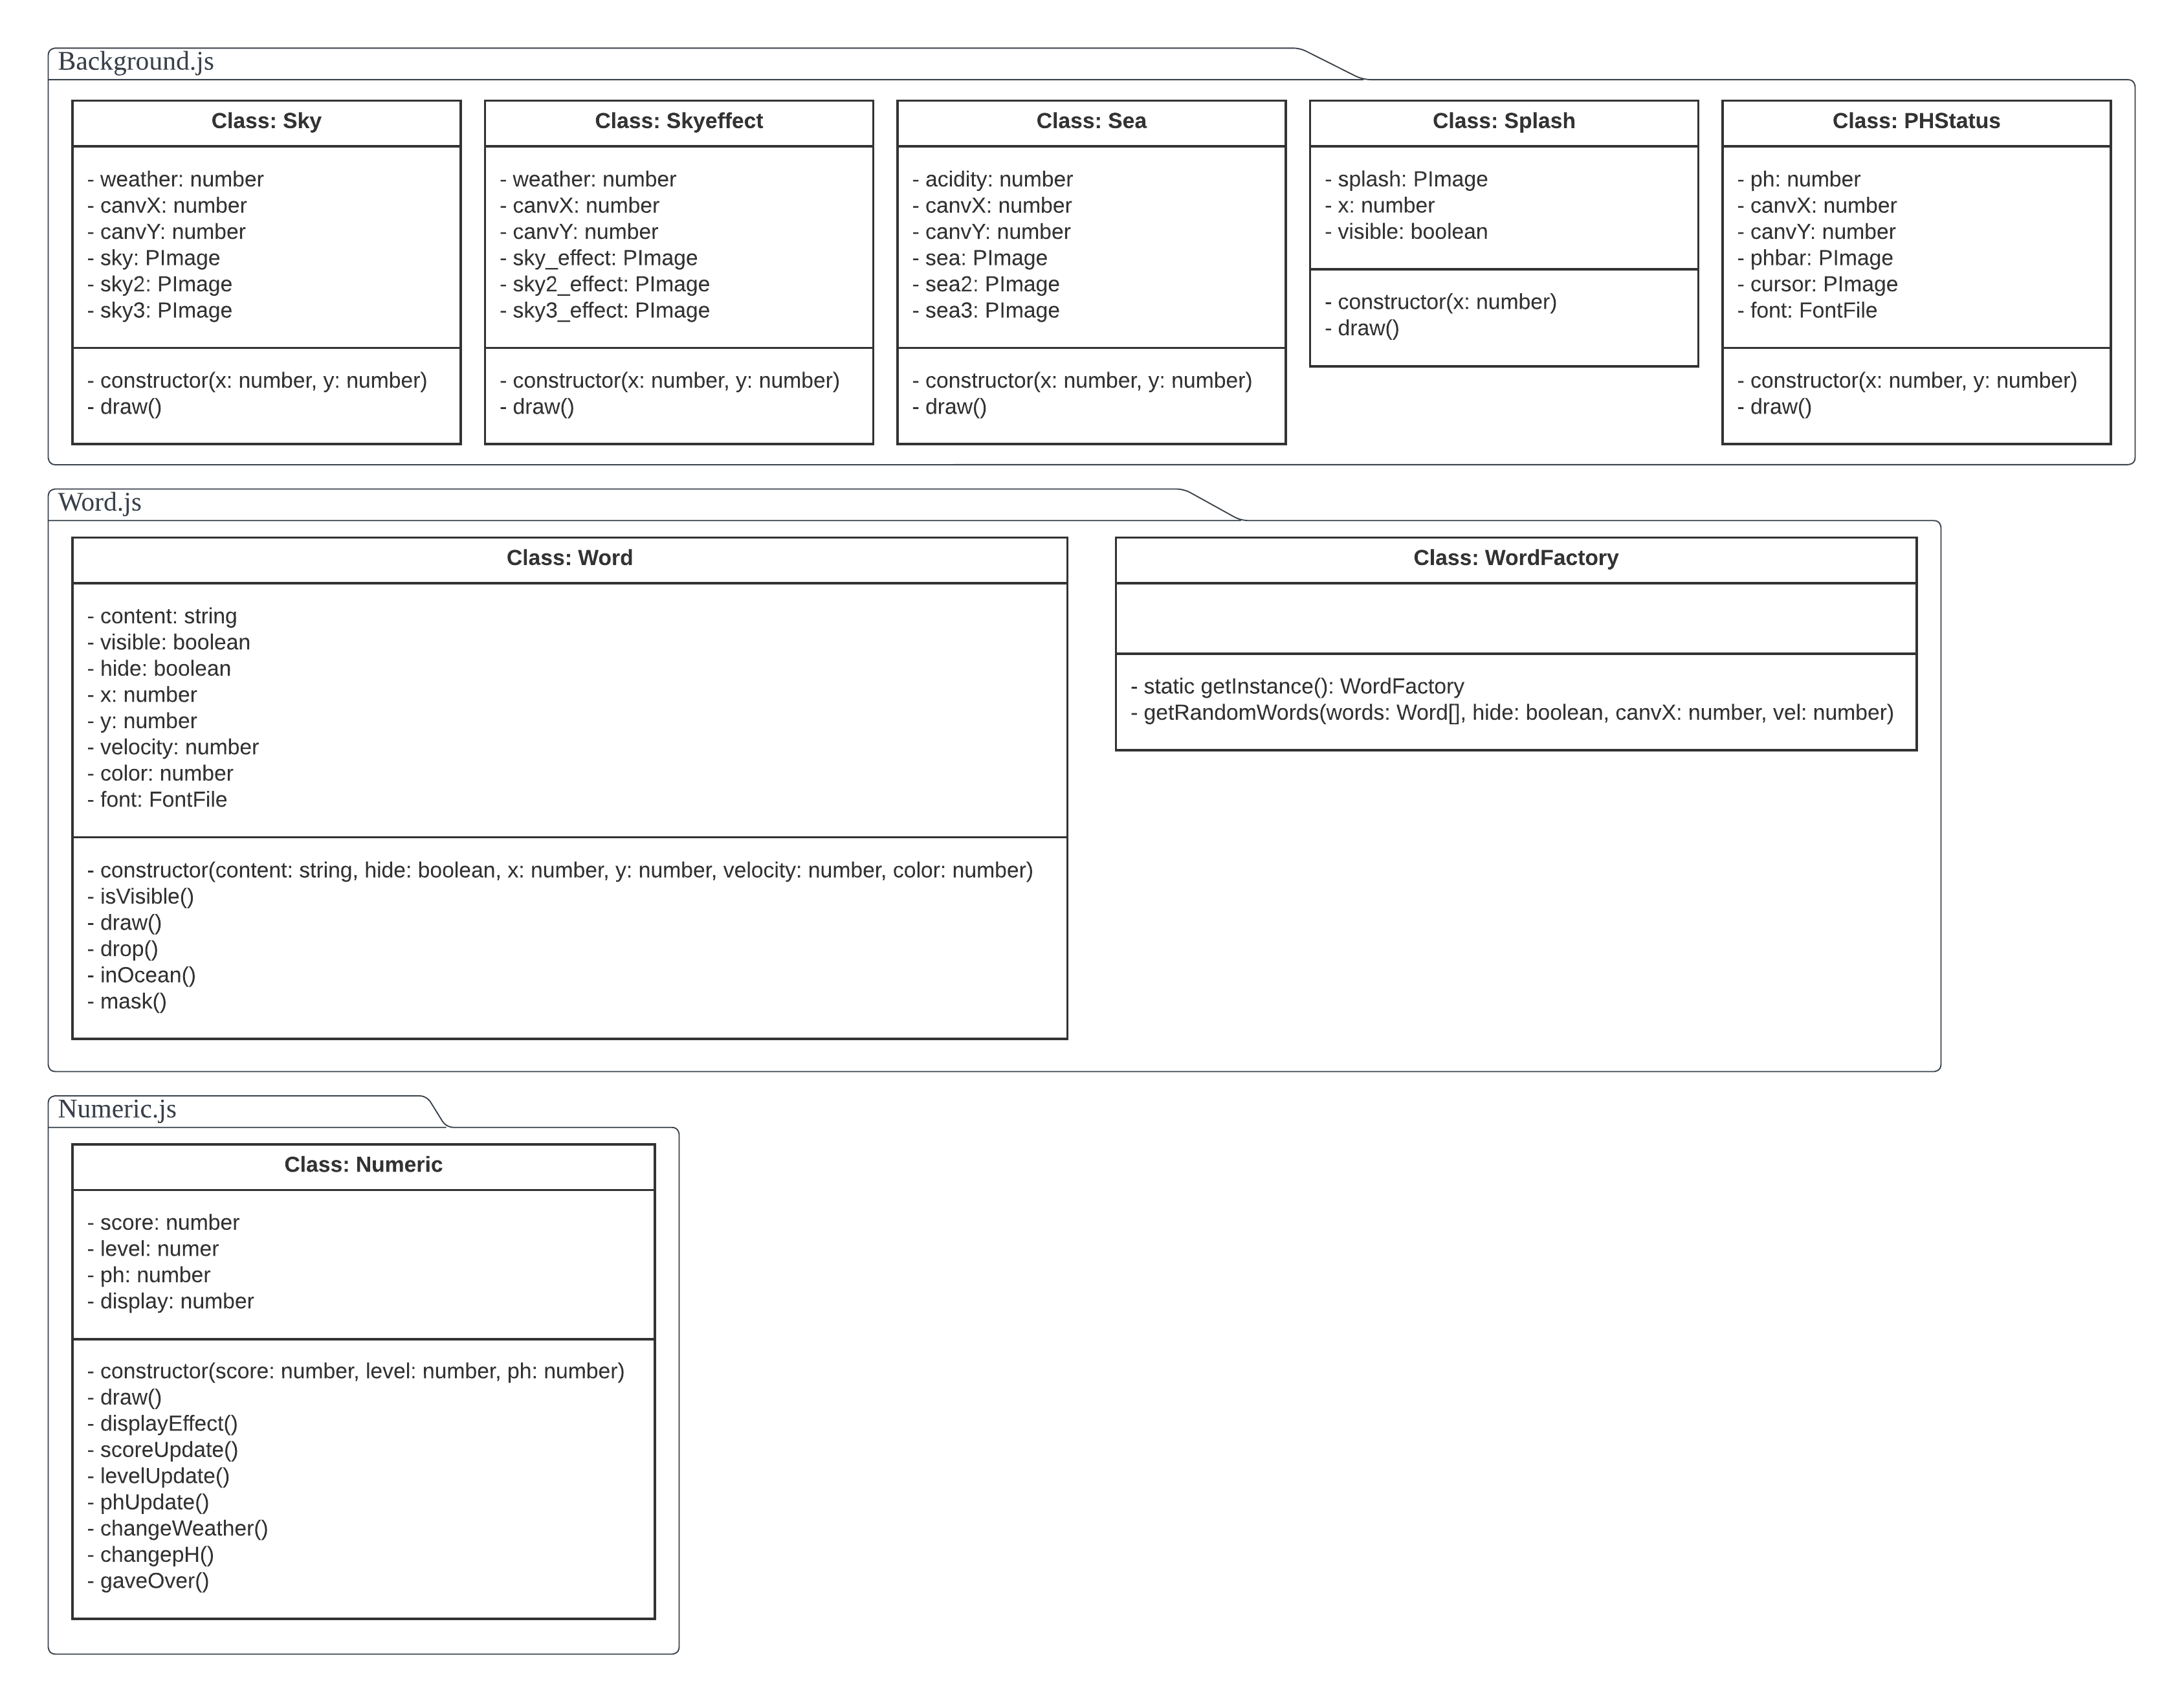 Background.js
Class: Sky
- weather: number
- canvX: number
- canvY: number
- sky: PImage
- sky2: PImage
- sky3: PImage
- constructor(x: number, y: number)
- draw()
Class: Skyeffect
- weather: number
- canvX: number
- canvY: number
- sky_effect: PImage
- sky2_effect: PImage
- sky3_effect: PImage
- constructor(x: number, y: number)
- draw()
Class: Sea
- acidity: number
- canvX: number
- canvY: number
- sea: PImage
- sea2: PImage
- sea3: PImage
- constructor(x: number, y: number)
- draw()
Class: Splash
- splash: PImage
- x: number
- visible: boolean
- constructor(x: number)
- draw()
Class: PHStatus
- ph: number
- canvX: number
- canvY: number
- phbar: PImage
- cursor: PImage
- font: FontFile
- constructor(x: number, y: number)
- draw()
Word.js
Class: Word
- content: string
- visible: boolean
- hide: boolean
- x: number
- y: number
- velocity: number
- color: number
- font: FontFile
- constructor(content: string, hide: boolean, x: number, y: number, velocity: number, color: number)
- isVisible()
- draw()
- drop()
- inOcean()
- mask()
Class: WordFactory
- static getInstance(): WordFactory
- getRandomWords(words: Word[], hide: boolean, canvX: number, vel: number)
Numeric.js
Class: Numeric
- score: number
- level: numer
- ph: number
- display: number
- constructor(score: number, level: number, ph: number)
- draw()
- displayEffect()
- scoreUpdate()
- levelUpdate()
- phUpdate()
- changeWeather()
- changepH()
- gaveOver()